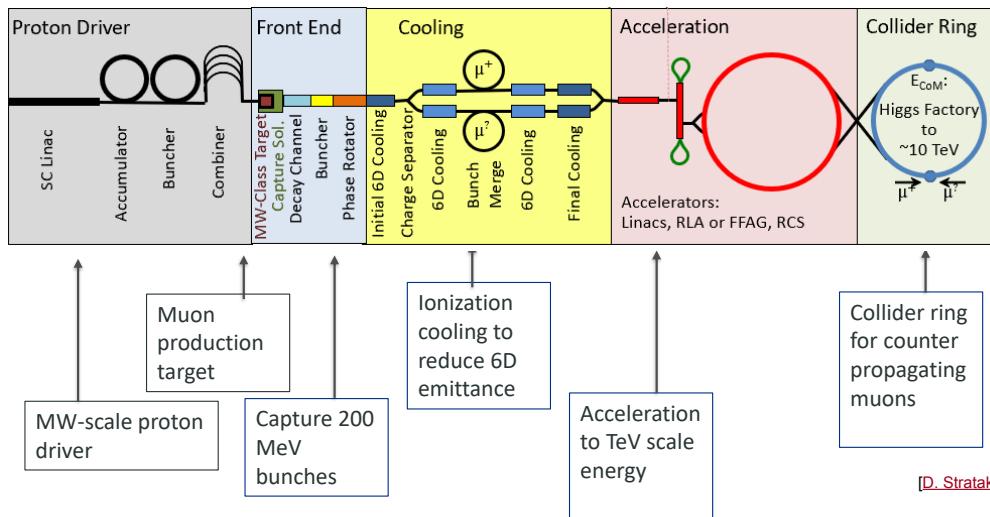 Proton Driver
Front End
Cooling
Acceleration
Collider Ring
SC Linac
Accumulator
Buncher
Combiner
MW-Class Target
Capture Sol.
Decay Channel
Buncher
Phase Rotator
Initial 6D Cooling
Charge Separator
6D Cooling
μ+
μ?
Bunch
Merge
6D Cooling
Final Cooling
Accelerators:
Linacs, RLA or FFAG, RCS
ECoM:
Higgs Factory
to
~10 TeV
μ+
μ?
MW-scale proton
driver
Muon
production
target
Capture 200
MeV
bunches
Ionization
cooling to
reduce 6D
emittance
Acceleration
to TeV scale
energy
Collider ring
for counter
propagating
muons
[D. Stratak